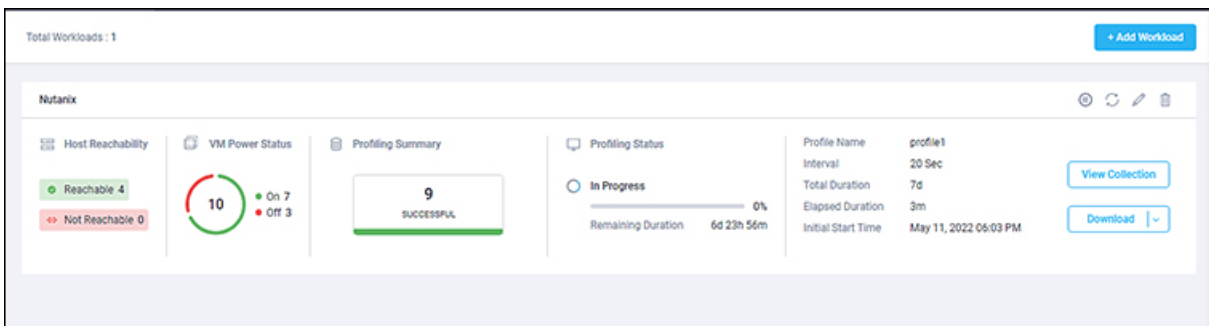 Total Workloads : 1
+ Add Workload
Nutanix
Host Reachability
Reachable 4
Not Reachable 0
VM Power Status
10
On 7
Off 3
Profiling Summary
9
SUCCESSFUL
Profiling Status
In Progress
0%
Remaining Duration 6d 23h 56m
Profile Name profile1
Interval 20 Sec
Total Duration 7d
Elapsed Duration 3m
Initial Start Time May 11, 2022 06:03 PM
View Collection
Download